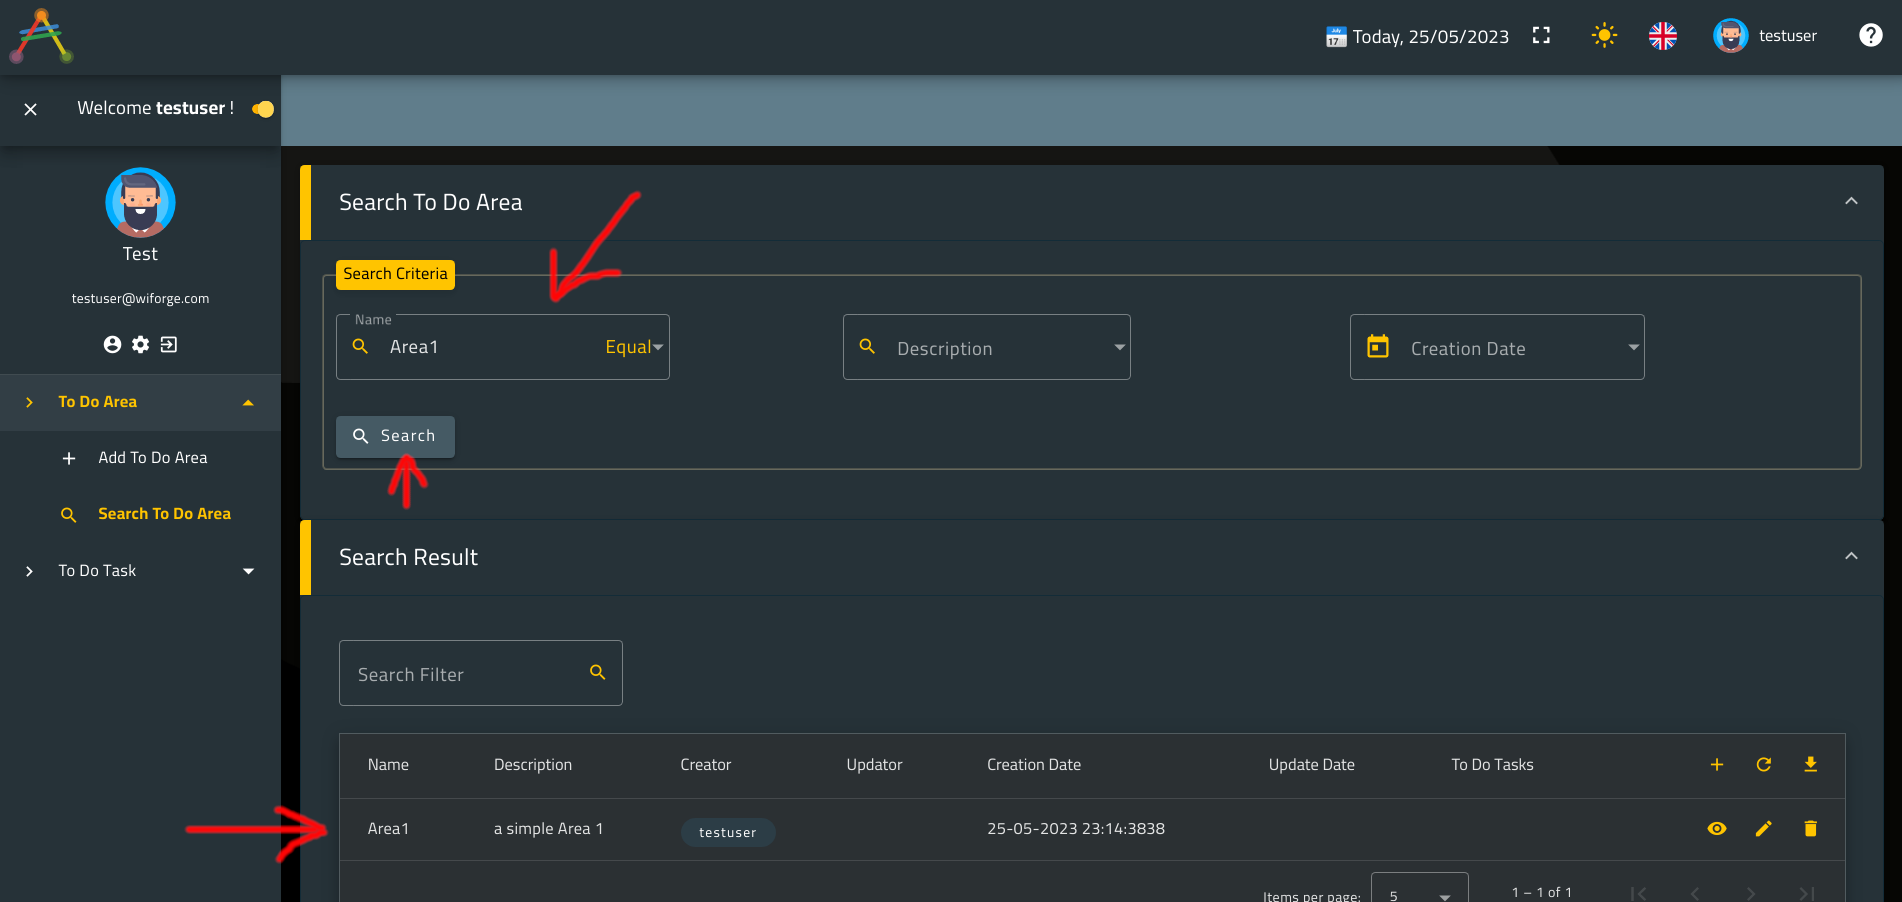 Today, 25/05/2023
testuser
Welcome testuser !
Test
testuser@wiforge.com
To Do Area
Add To Do Area
Search To Do Area
To Do Task
Search To Do Area
Search Criteria
Name
Area1 Equal
Description
Creation Date
Search
Search Result
Search Filter
Name Description Creator Updator Creation Date Update Date To Do Tasks
Area1 a simple Area 1 testuser 25-05-2023 23:14:3838
Items per page: 5 1 – 1 of 1